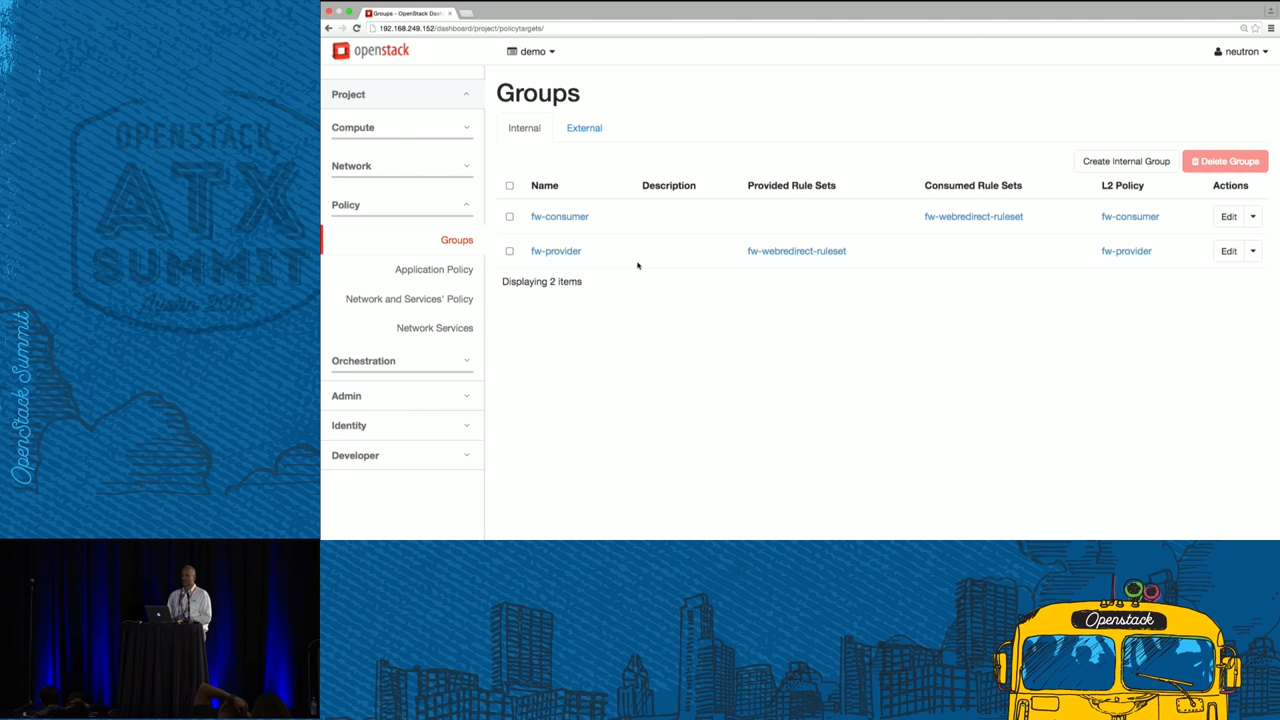 Groups - OpenStack Das
192.168.249.152/dashboard/project/policytargets/
openstack
demo
neutron
Project
Compute
Network
Policy
Groups
Application Policy
Network and Services' Policy
Network Services
Orchestration
Admin
Identity
Developer
Groups
Internal
External
Create Internal Group
Delete Groups
Name Description Provided Rule Sets Consumed Rule Sets L2 Policy Actions
fw-consumer fw-webredirect-ruleset fw-consumer Edit
fw-provider fw-webredirect-ruleset fw-provider Edit
Displaying 2 items
OPENSTACK
ATX
SUMMIT
Austin 2016
OpenStack Summit
Openstack